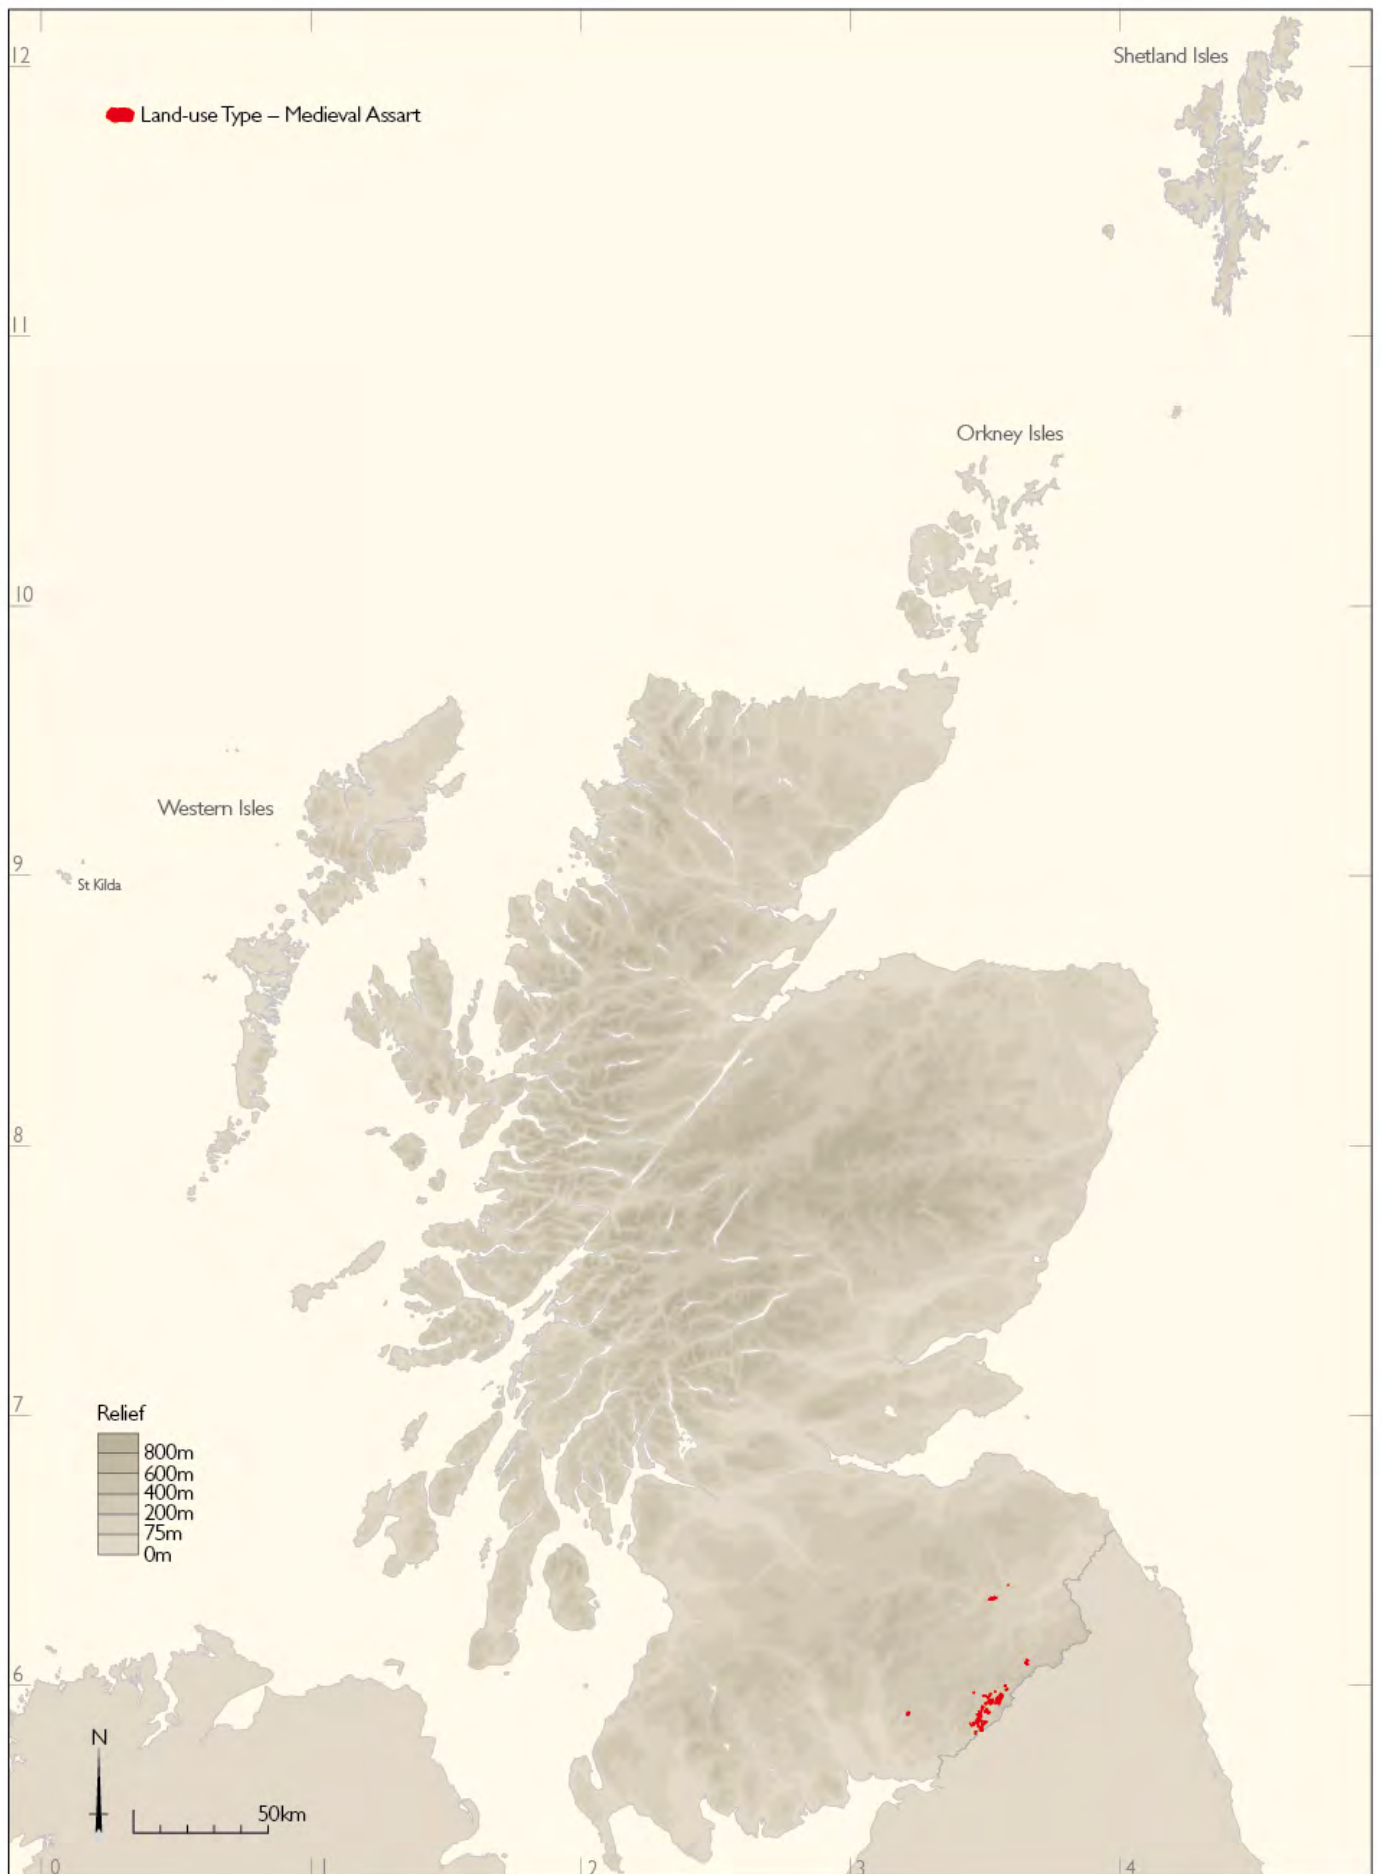 12
Shetland Isles
Land-use Type – Medieval Assart
11
Orkney Isles
10
Western Isles
9
St Kilda
8
7
Relief
800m
600m
400m
200m
75m
0m
6
N
50km
0
1
2
3
4